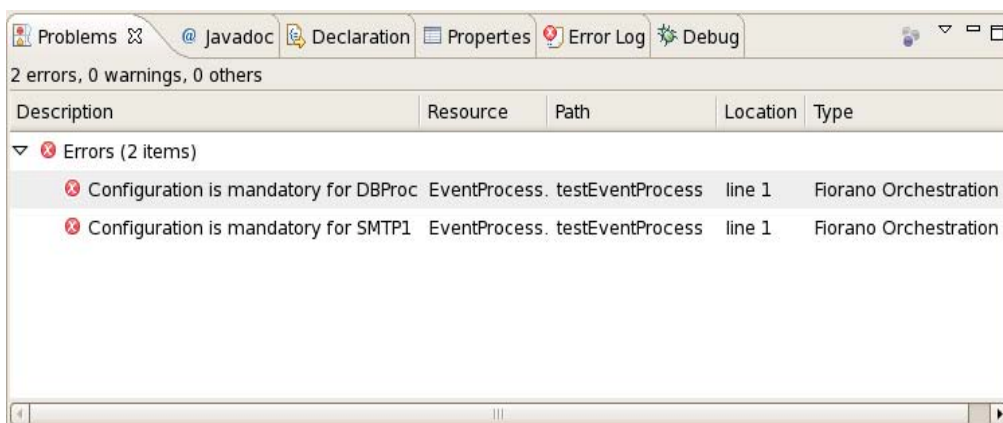 Problems @ Javadoc Declaration Properties Error Log Debug
2 errors, 0 warnings, 0 others
Description Resource Path Location Type
Errors (2 items)
Configuration is mandatory for DBProc EventProcess. testEventProcess line 1 Fiorano Orchestration
Configuration is mandatory for SMTP1 EventProcess. testEventProcess line 1 Fiorano Orchestration